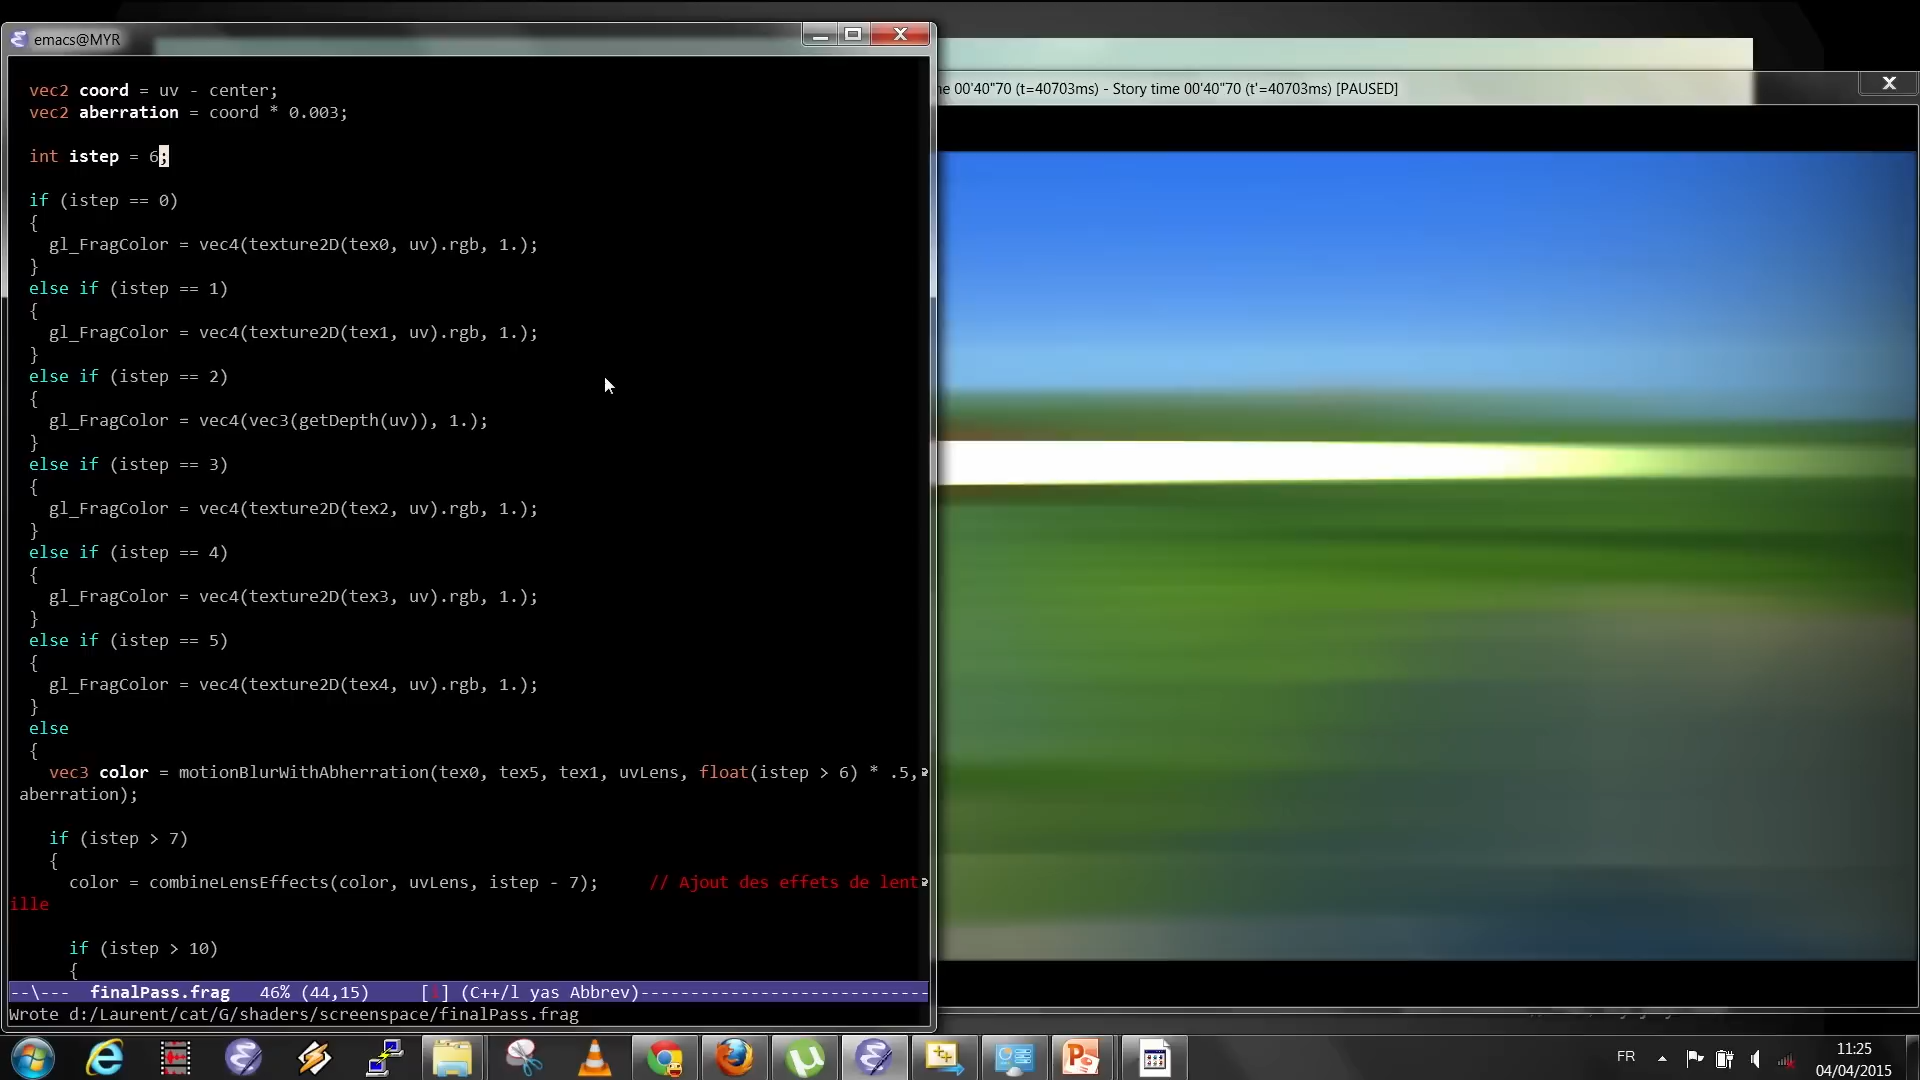 emacs@MYR
ne 00'40"70 (t=40703ms) - Story time 00'40"70 (t'=40703ms) [PAUSED]
vec2 coord = uv - center;
vec2 aberration = coord * 0.003;
int istep = 6;
if (istep == 0)
{
gl_FragColor = vec4(texture2D(tex0, uv).rgb, 1.);
}
else if (istep == 1)
{
gl_FragColor = vec4(texture2D(tex1, uv).rgb, 1.);
}
else if (istep == 2)
{
gl_FragColor = vec4(vec3(getDepth(uv)), 1.);
}
else if (istep == 3)
{
gl_FragColor = vec4(texture2D(tex2, uv).rgb, 1.);
}
else if (istep == 4)
{
gl_FragColor = vec4(texture2D(tex3, uv).rgb, 1.);
}
else if (istep == 5)
{
gl_FragColor = vec4(texture2D(tex4, uv).rgb, 1.);
}
else
{
vec3 color = motionBlurWithAbherration(tex0, tex5, tex1, uvLens, float(istep > 6) * .5,
aberration);
if (istep > 7)
{
color = combineLensEffects(color, uvLens, istep - 7); // Ajout des effets de lent
ille
if (istep > 10)
{
--\--- finalPass.frag 46% (44,15) [ ] (C++/l yas Abbrev)-----------------------------
Wrote d:/Laurent/cat/G/shaders/screenspace/finalPass.frag
FR
11:25
04/04/2015